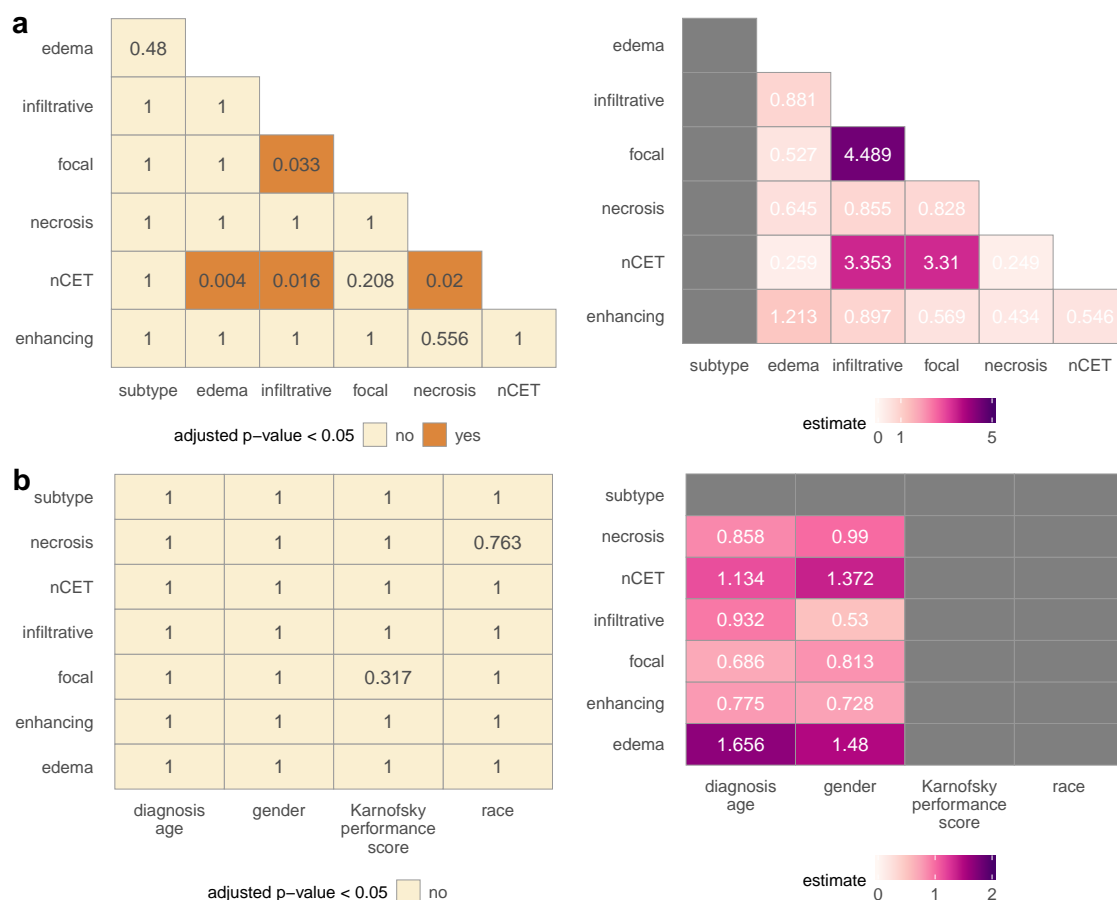 a
edema 0.48
infiltrative 1 1
focal 1 1 0.033
necrosis 1 1 1 1
nCET 1 0.004 0.016 0.208 0.02
enhancing 1 1 1 1 0.556 1
subtype edema infiltrative focal necrosis nCET
adjusted p−value < 0.05 no yes
edema
infiltrative 0.881
focal 0.527 4.489
necrosis 0.645 0.855 0.828
nCET 0.259 3.353 3.31 0.249
enhancing 1.213 0.897 0.569 0.434 0.546
subtype edema infiltrative focal necrosis nCET
estimate
0 1 5
b
subtype 1 1 1 1
necrosis 1 1 1 0.763
nCET 1 1 1 1
infiltrative 1 1 1 1
focal 1 1 0.317 1
enhancing 1 1 1 1
edema 1 1 1 1
diagnosis gender Karnofsky race
age performance
score
adjusted p−value < 0.05 no
subtype
necrosis 0.858 0.99
nCET 1.134 1.372
infiltrative 0.932 0.53
focal 0.686 0.813
enhancing 0.775 0.728
edema 1.656 1.48
diagnosis gender Karnofsky race
age performance
score
estimate
0 1 2